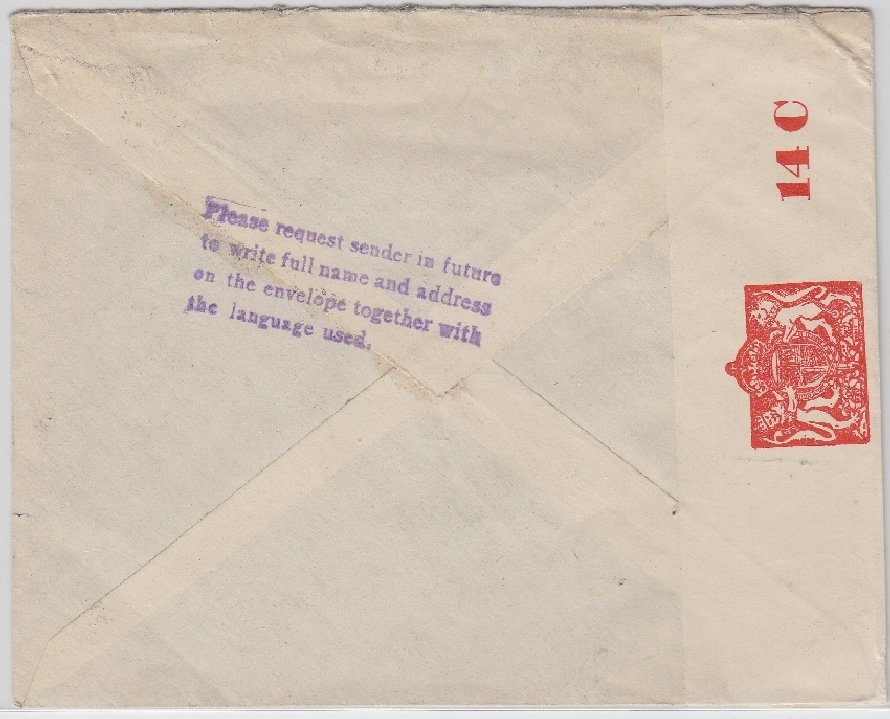 Please request sender in future
to write full name and address
on the envelope together with
the language used.
14 C